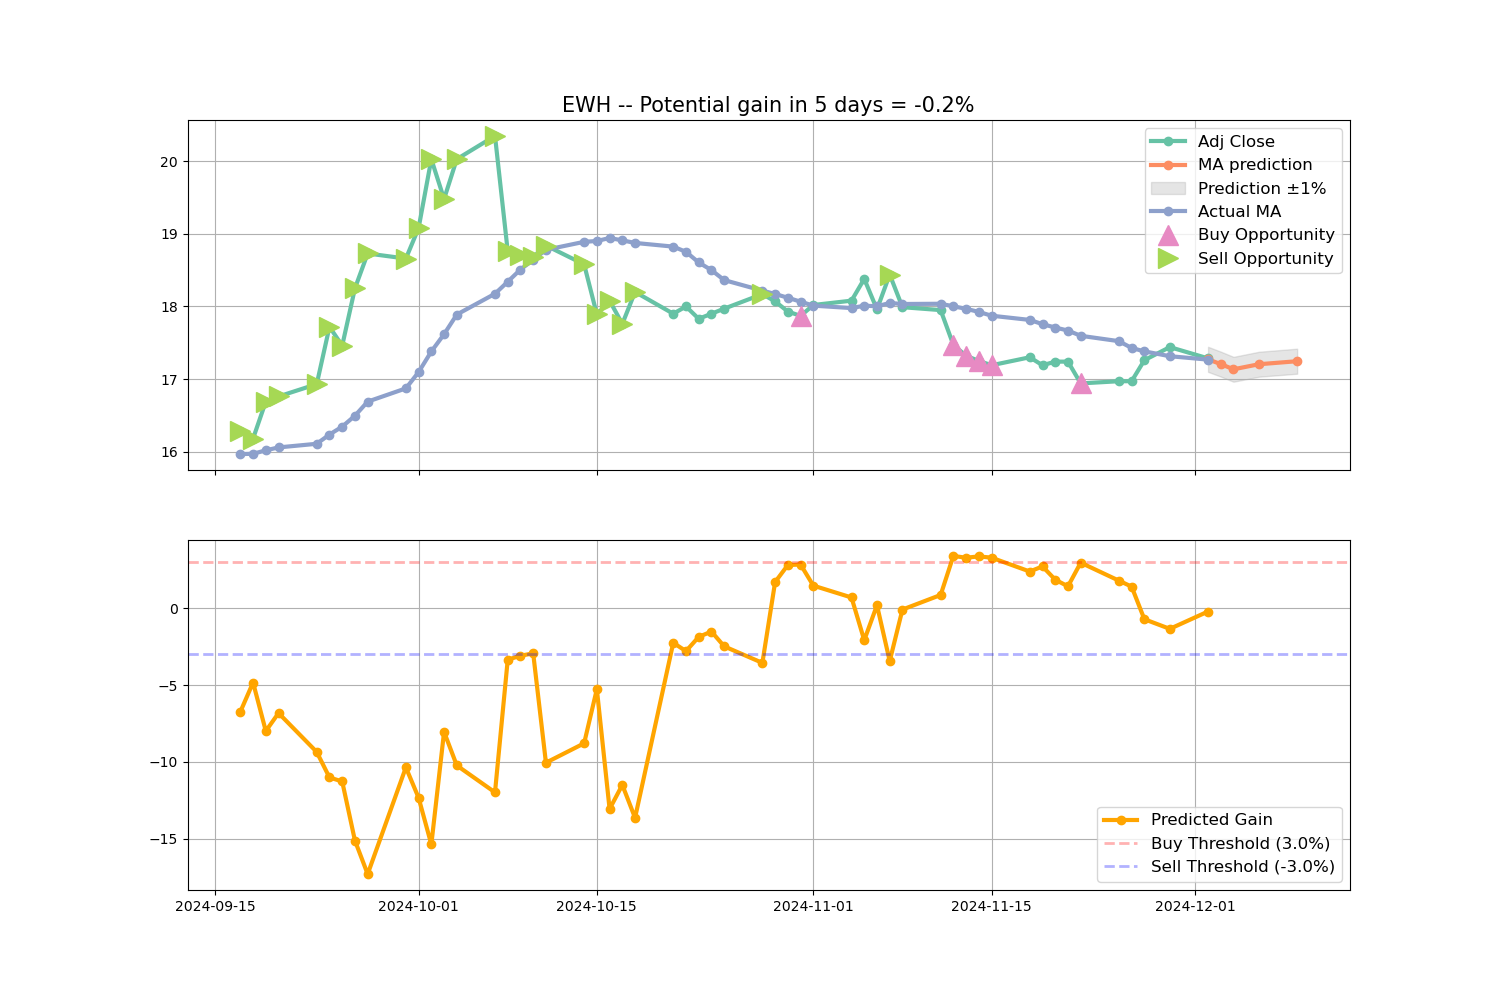 EWH -- Potential gain in 5 days = -0.2%
20
19
18
17
16
Adj Close
MA prediction
Prediction ±1%
Actual MA
Buy Opportunity
Sell Opportunity
0
−5
−10
−15
Predicted Gain
Buy Threshold (3.0%)
Sell Threshold (-3.0%)
2024-09-15
2024-10-01
2024-10-15
2024-11-01
2024-11-15
2024-12-01